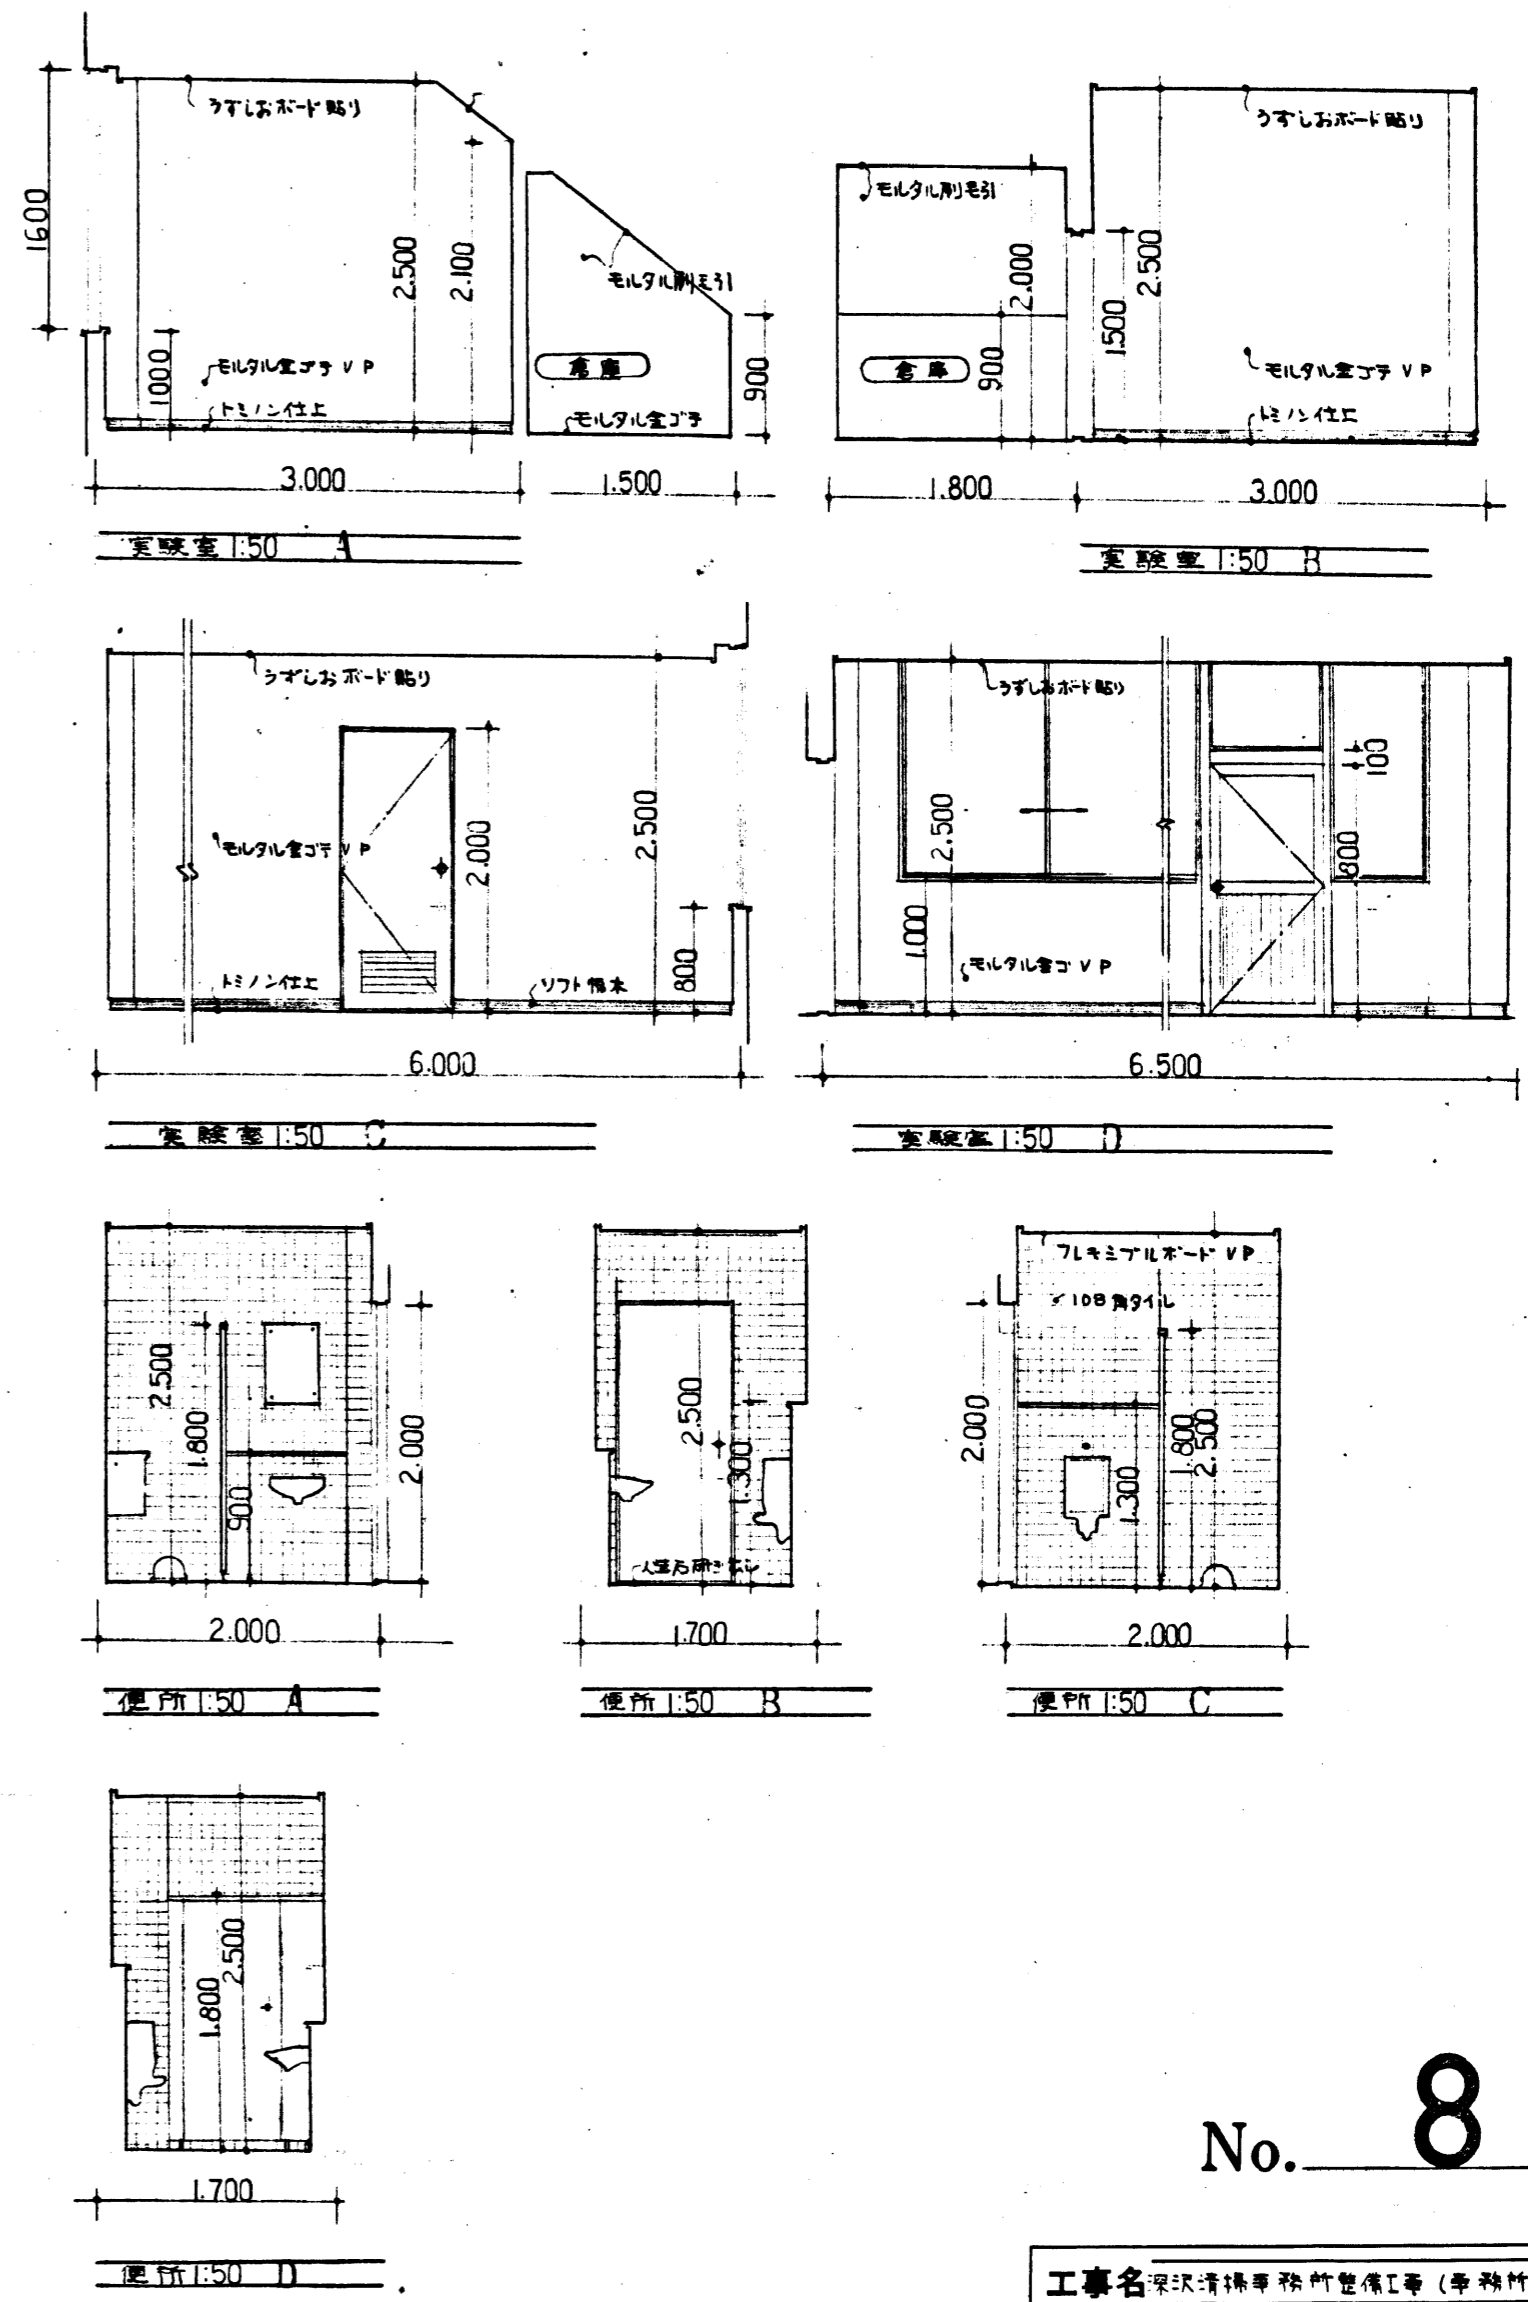 うずしおボード貼り
1600
2.500
2.100
1000
モルタル金ゴテ VP
トミノン仕上
モルタル刷毛引
倉庫
900
モルタル金ゴテ
3.000
1.500
実験室 1:50 A
うずしおボード貼り
モルタル刷毛引
2.000
2.500
1.500
900
倉庫
モルタル金ゴテ VP
トミノン仕上
1.800
3.000
実験室 1:50 B
うずしおボード貼り
モルタル金ゴテ VP
2.000
2.500
800
トミノン仕上
ソフト幅木
6.000
実験室 1:50 C
うずしおボード貼り
100
2.500
1.000
モルタル金ゴ VP
6.500
実験室 1:50 D
2.500
1.800
900
2.000
2.000
便所 1:50 A
2.500
1.300
人造石研ぎ出し
1.700
便所 1:50 B
フレキシブルボード VP
108角タイル
2.000
1.800
2.500
1.300
2.000
便所 1:50 C
2.500
1.800
1.700
便所 1:50 D
No. 8
工事名 深沢清掃事務所整備工事 (事務所